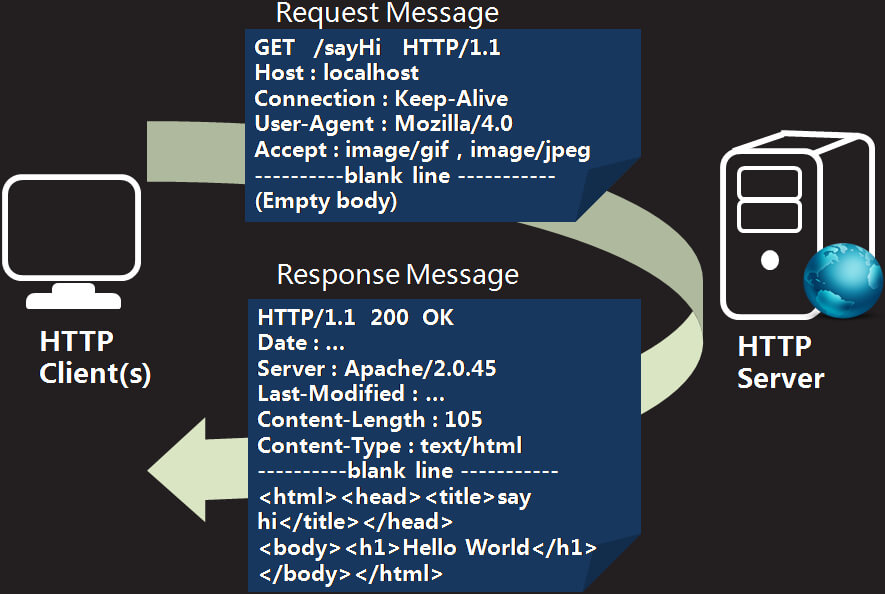 Request Message
GET /sayHi HTTP/1.1
Host : localhost
Connection : Keep-Alive
User-Agent : Mozilla/4.0
Accept : image/gif , image/jpeg
----------blank line -----------
(Empty body)
HTTP
Client(s)
HTTP
Server
Response Message
HTTP/1.1 200 OK
Date : ...
Server : Apache/2.0.45
Last-Modified : ...
Content-Length : 105
Content-Type : text/html
----------blank line -----------
<html><head><title>say
hi</title></head>
<body><h1>Hello World</h1>
</body></html>